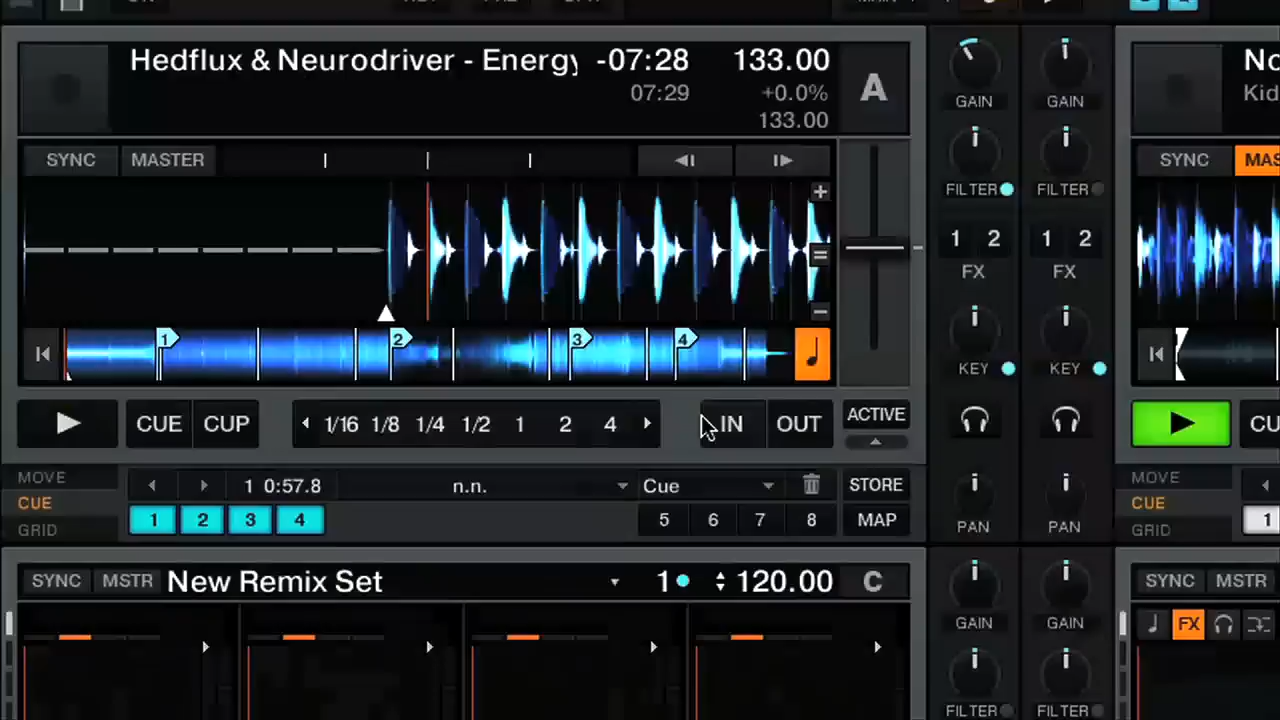 Hedflux & Neurodriver - Energy -07:28 133.00
07:29 +0.0%
133.00
A
SYNC MASTER
1 2 3 4
CUE CUP
1/16 1/8 1/4 1/2 1 2 4
IN OUT
ACTIVE
MOVE
CUE
GRID
1 0:57.8 n.n. Cue STORE
1 2 3 4 5 6 7 8 MAP
SYNC MSTR New Remix Set 1 120.00 C
GAIN GAIN
FILTER FILTER
1 2 1 2
FX FX
KEY KEY
PAN PAN
GAIN GAIN
FILTER FILTER
No
Kid
SYNC MAS
CU
MOVE
CUE
GRID
1
SYNC MSTR
FX